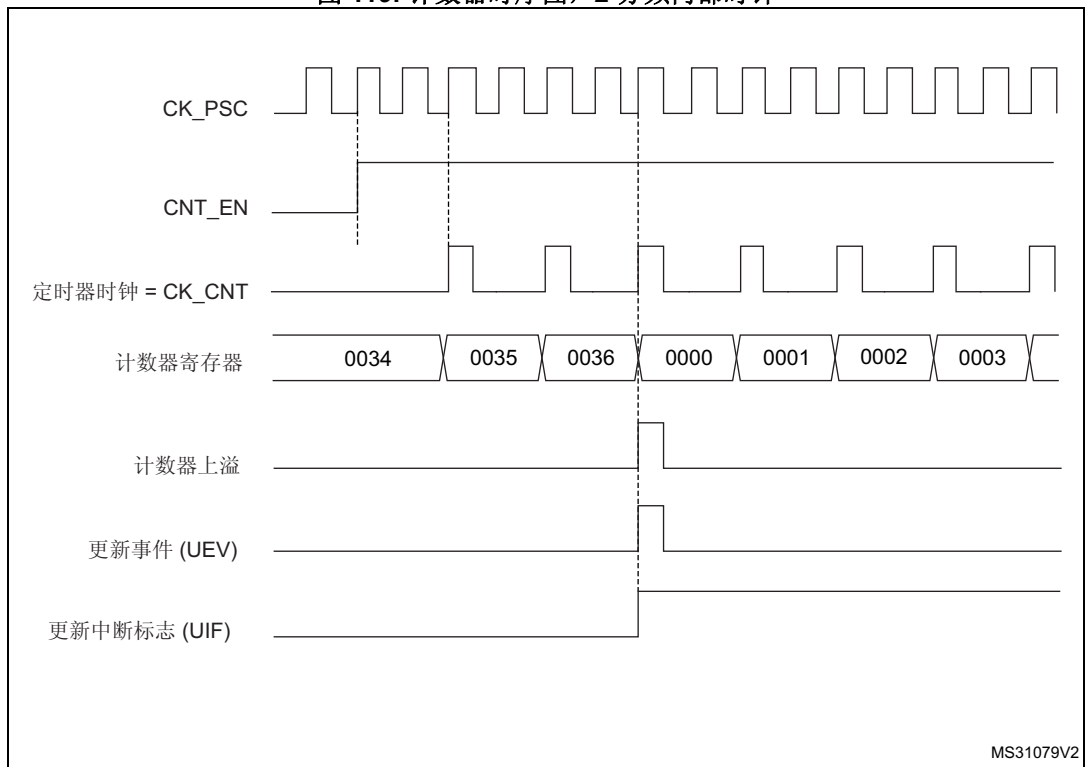 CK_PSC
CNT_EN
定时器时钟 = CK_CNT
计数器寄存器
0034 0035 0036 0000 0001 0002 0003
计数器上溢
更新事件 (UEV)
更新中断标志 (UIF)
MS31079V2